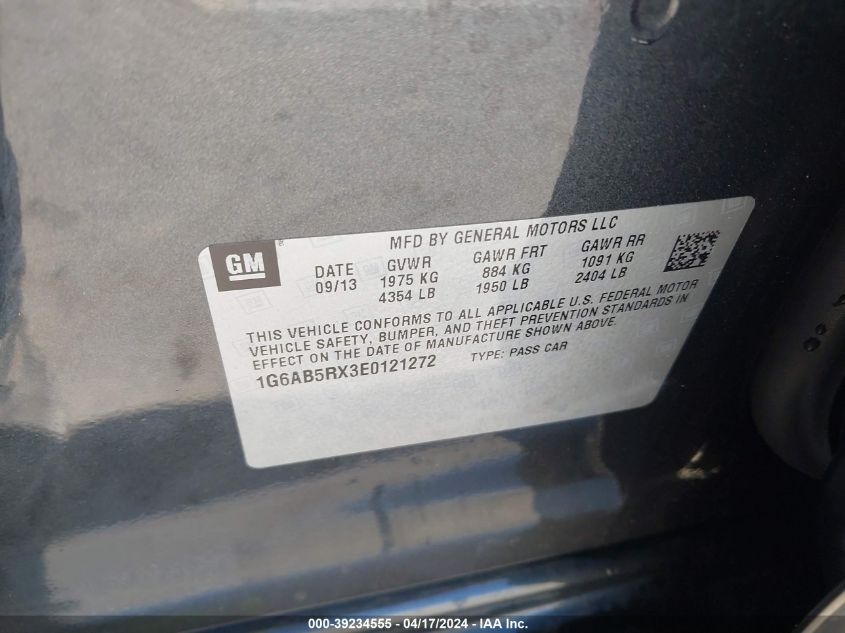 GM
®
MFD BY GENERAL MOTORS LLC
DATE GVWR GAWR FRT GAWR RR
09/13 1975 KG 884 KG 1091 KG
4354 LB 1950 LB 2404 LB
THIS VEHICLE CONFORMS TO ALL APPLICABLE U.S. FEDERAL MOTOR
VEHICLE SAFETY, BUMPER, AND THEFT PREVENTION STANDARDS IN
EFFECT ON THE DATE OF MANUFACTURE SHOWN ABOVE.
1G6AB5RX3E0121272 TYPE: PASS CAR
000-39234555 - 04/17/2024 - IAA Inc.